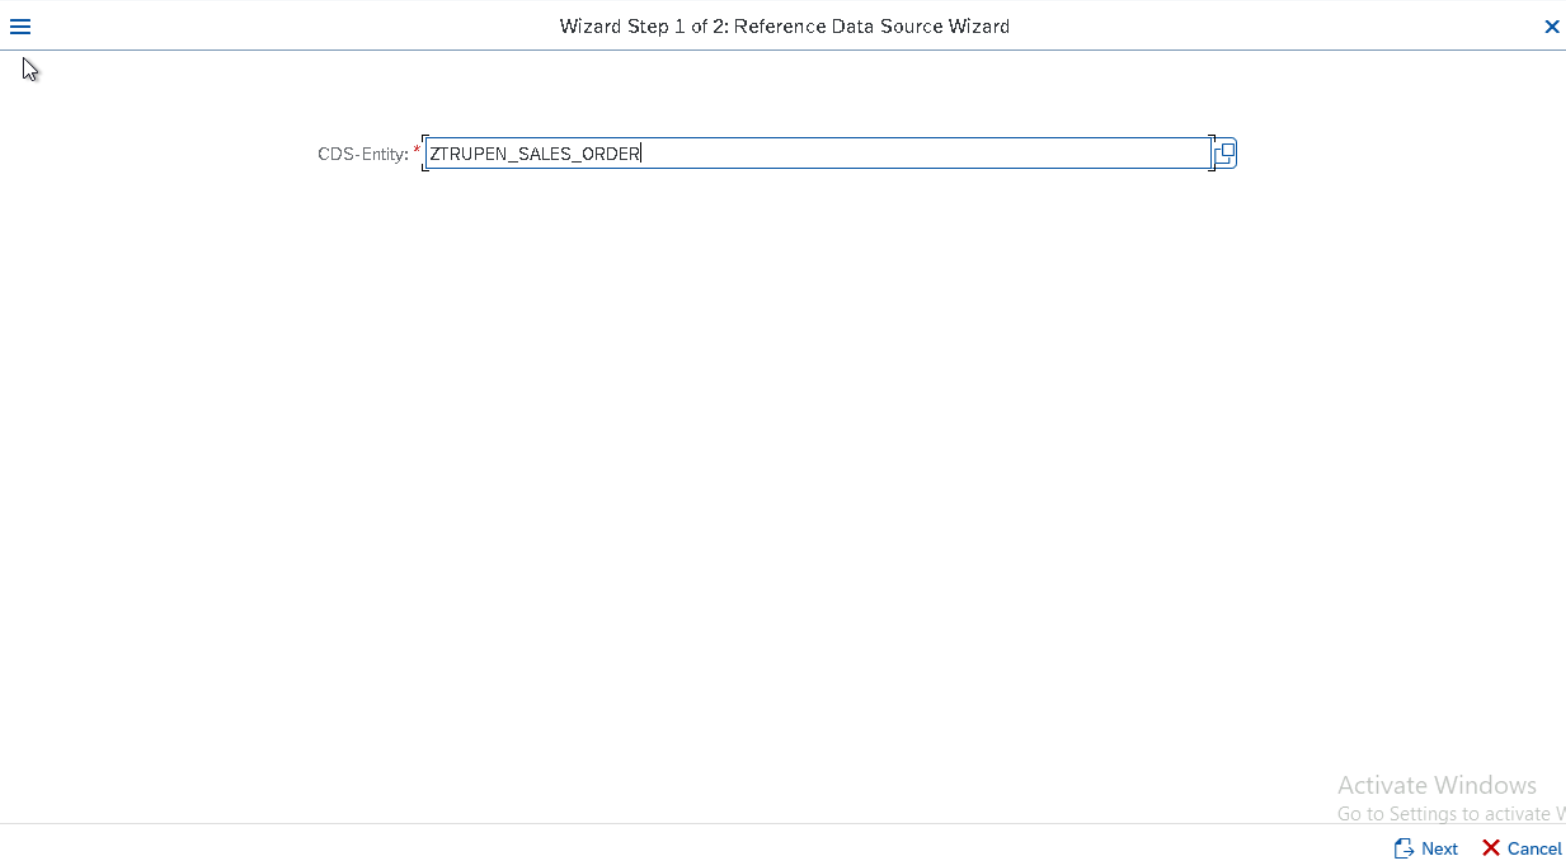 Wizard Step 1 of 2: Reference Data Source Wizard
CDS-Entity: * ZTRUPEN_SALES_ORDER
Activate Windows
Go to Settings to activate
Next Cancel